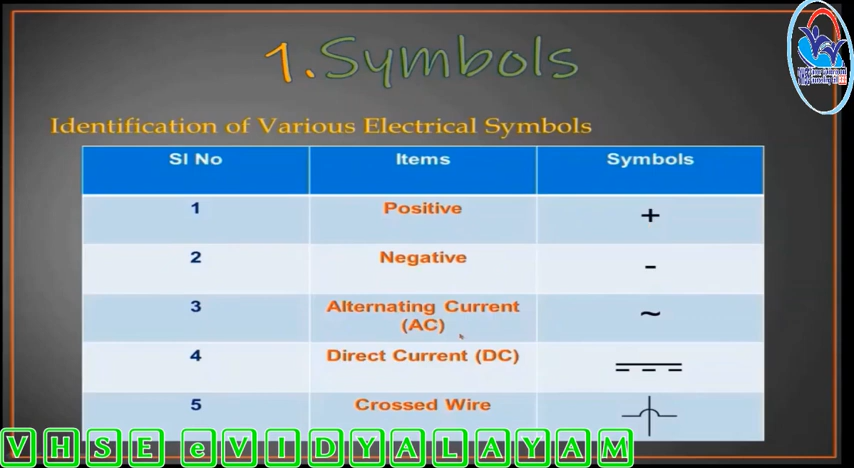 1.Symbols
Identification of Various Electrical Symbols
Sl No Items Symbols
1 Positive +
2 Negative -
3 Alternating Current
(AC) ~
4 Direct Current (DC)
5 Crossed Wire
VHSE eVIDYALAYAM